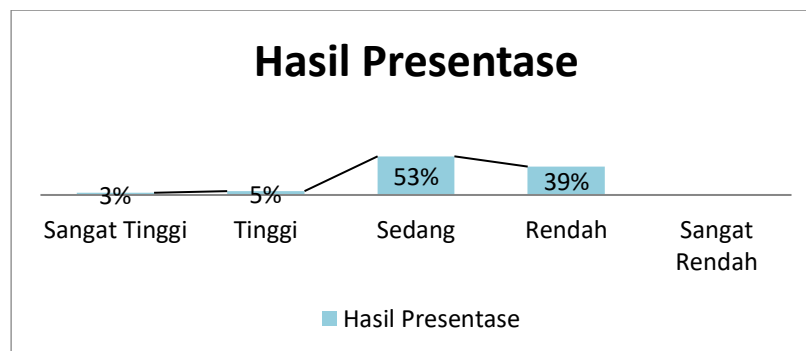 Hasil Presentase
3%
5%
53%
39%
Sangat Tinggi
Tinggi
Sedang
Rendah
Sangat
Rendah
Hasil Presentase